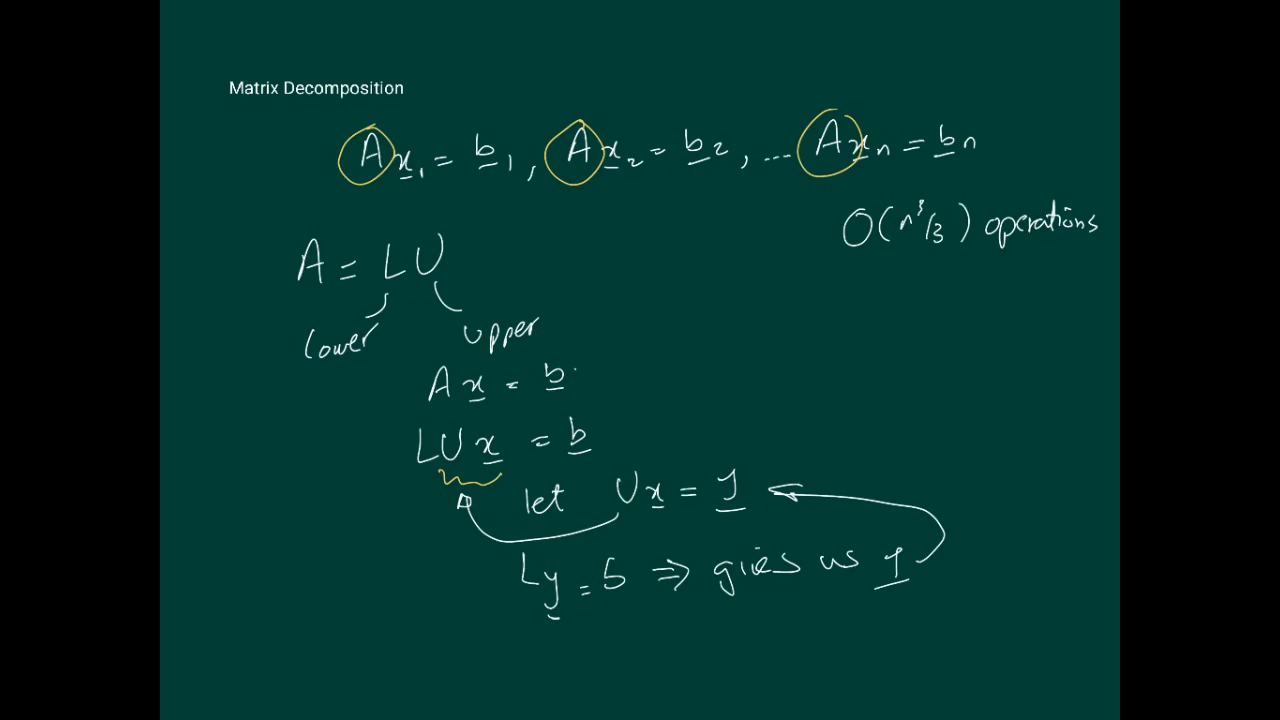 Matrix Decomposition
Ax₁ = b₁, Ax₂ = b₂, ... Axₙ = bₙ
O(n³/3) operations
A = LU
lower upper
Ax = b
LUx = b
let Ux = y
Ly = b ⇒ gives us y